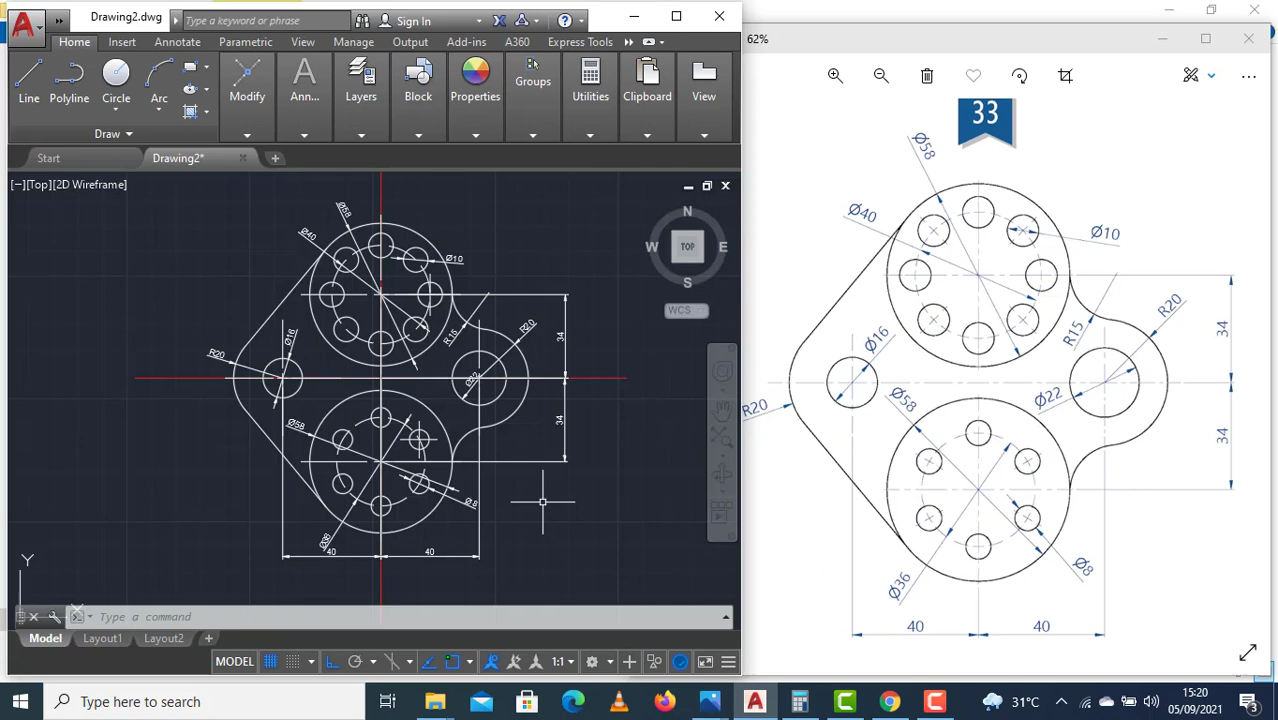 Drawing2.dwg
Type a keyword or phrase
Sign In
?
62%
Home
Insert
Annotate
Parametric
View
Manage
Output
Add-ins
A360
Express Tools
Line
Polyline
Circle
Arc
Modify
Ann...
Layers
Block
Properties
Groups
Utilities
Clipboard
View
Draw
33
Start
Drawing2*
[−][Top][2D Wireframe]
N
W
TOP
E
S
WCS
Ø58
Ø40
Ø10
R15
R20
34
Ø16
R20
Ø22
Ø58
34
Ø8
Ø36
40
40
Y
Ø58
Ø40
Ø10
R20
R15
34
Ø16
Ø22
R20
Ø58
34
Ø36
Ø8
40
40
Type a command
Model
Layout1
Layout2
MODEL
1:1
Type here to search
31°C
15:20
05/09/2021
3